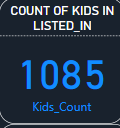 COUNT OF KIDS IN
LISTED_IN
1085
Kids_Count